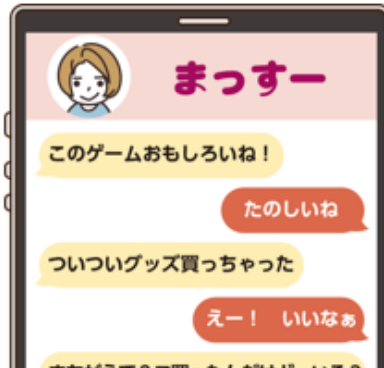 まっすー
このゲームおもしろいね！
たのしいね
ついついグッズ買っちゃった
えー！　いいなぁ